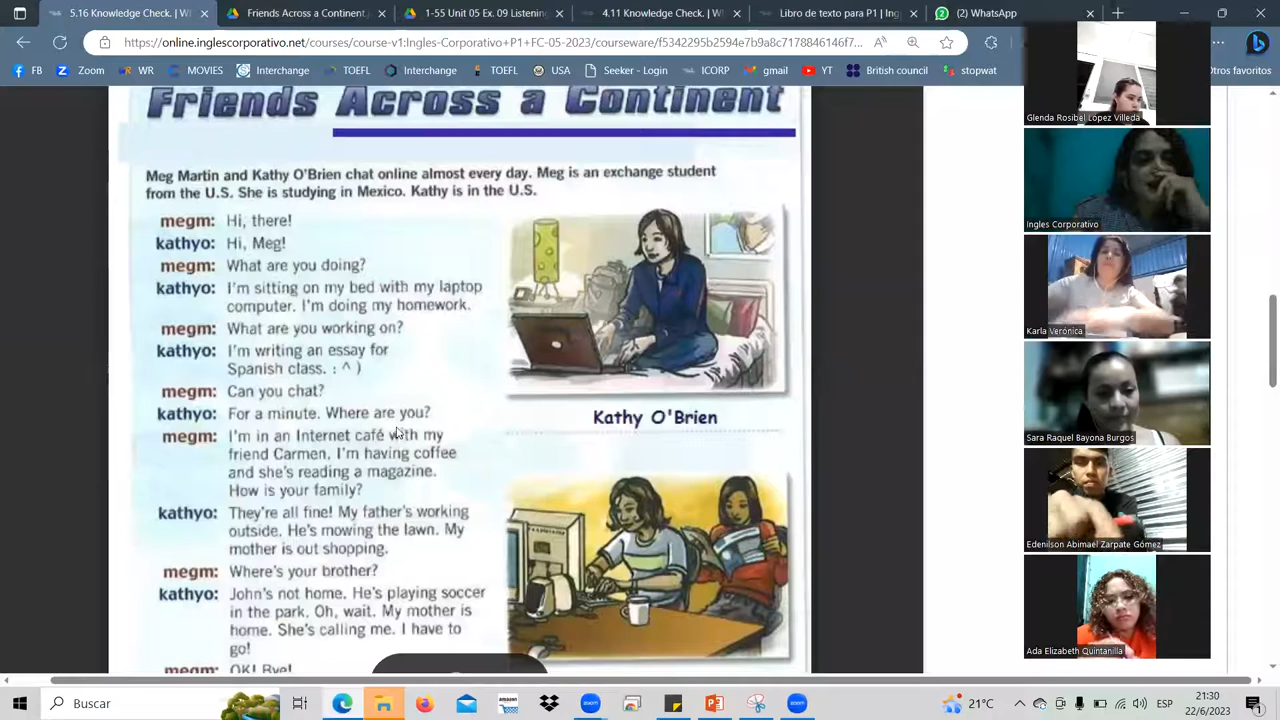 5.16 Knowledge Check. | W
Friends Across a Continent
1-55 Unit 05 Ex 09 Listening
4.11 Knowledge Check. | W
Libro de texto pera P1 | Ing
(2) WhatsApp
https://online.inglescorporativo.net/courses/course-v1:Ingles-Corporativo+P1+FC-05-2023/courseware/f5342295b2594e7b9a8c7178846146f7...
FB
Zoom
WR
MOVIES
Interchange
TOEFL
Interchan
TOEFL
USA
Seeker - Login
ICORP
gmail
YT
British council
stopwat
Otros favoritos
Friends Across a Continent
Meg Martin and Kathy O'Brien chat online almost every day. Meg is an exchange student
from the U.S. She is studying in Mexico. Kathy is in the U.S.
megm: Hi, there!
kathyo: Hi, Meg!
megm: What are you doing?
kathyo: I'm sitting on my bed with my laptop
computer. I'm doing my homework.
megm: What are you working on?
kathyo: I'm writing an essay for
Spanish class. : ^ )
megm: Can you chat?
kathyo: For a minute. Where are you?
megm: I'm in an Internet café with my
friend Carmen. I'm having coffee
and she's reading a magazine.
How is your family?
kathyo: They're all fine! My father's working
outside. He's mowing the lawn. My
mother is out shopping.
megm: Where's your brother?
kathyo: John's not home. He's playing soccer
in the park. Oh, wait. My mother is
home. She's calling me. I have to
go!
megm: OK! Bye!
Kathy O'Brien
Glenda Rosibel Lopez Villeda
Ingles Corporativo
Karla Verónica
Sara Raquel Bayona Burgos
Edenilson Abimael Zarpate Gómez
Ada Elizabeth Quintanilla
Buscar
21°C
ESP
21:30
22/6/2023